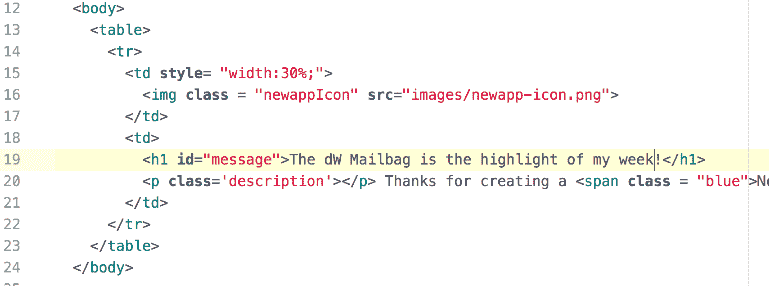 12 <body>
13 <table>
14 <tr>
15 <td style= "width:30%;">
16 <img class = "newappIcon" src="images/newapp-icon.png">
17 </td>
18 <td>
19 <h1 id="message">The dW Mailbag is the highlight of my week!</h1>
20 <p class='description'></p> Thanks for creating a <span class = "blue">
21 </td>
22 </tr>
23 </table>
24 </body>